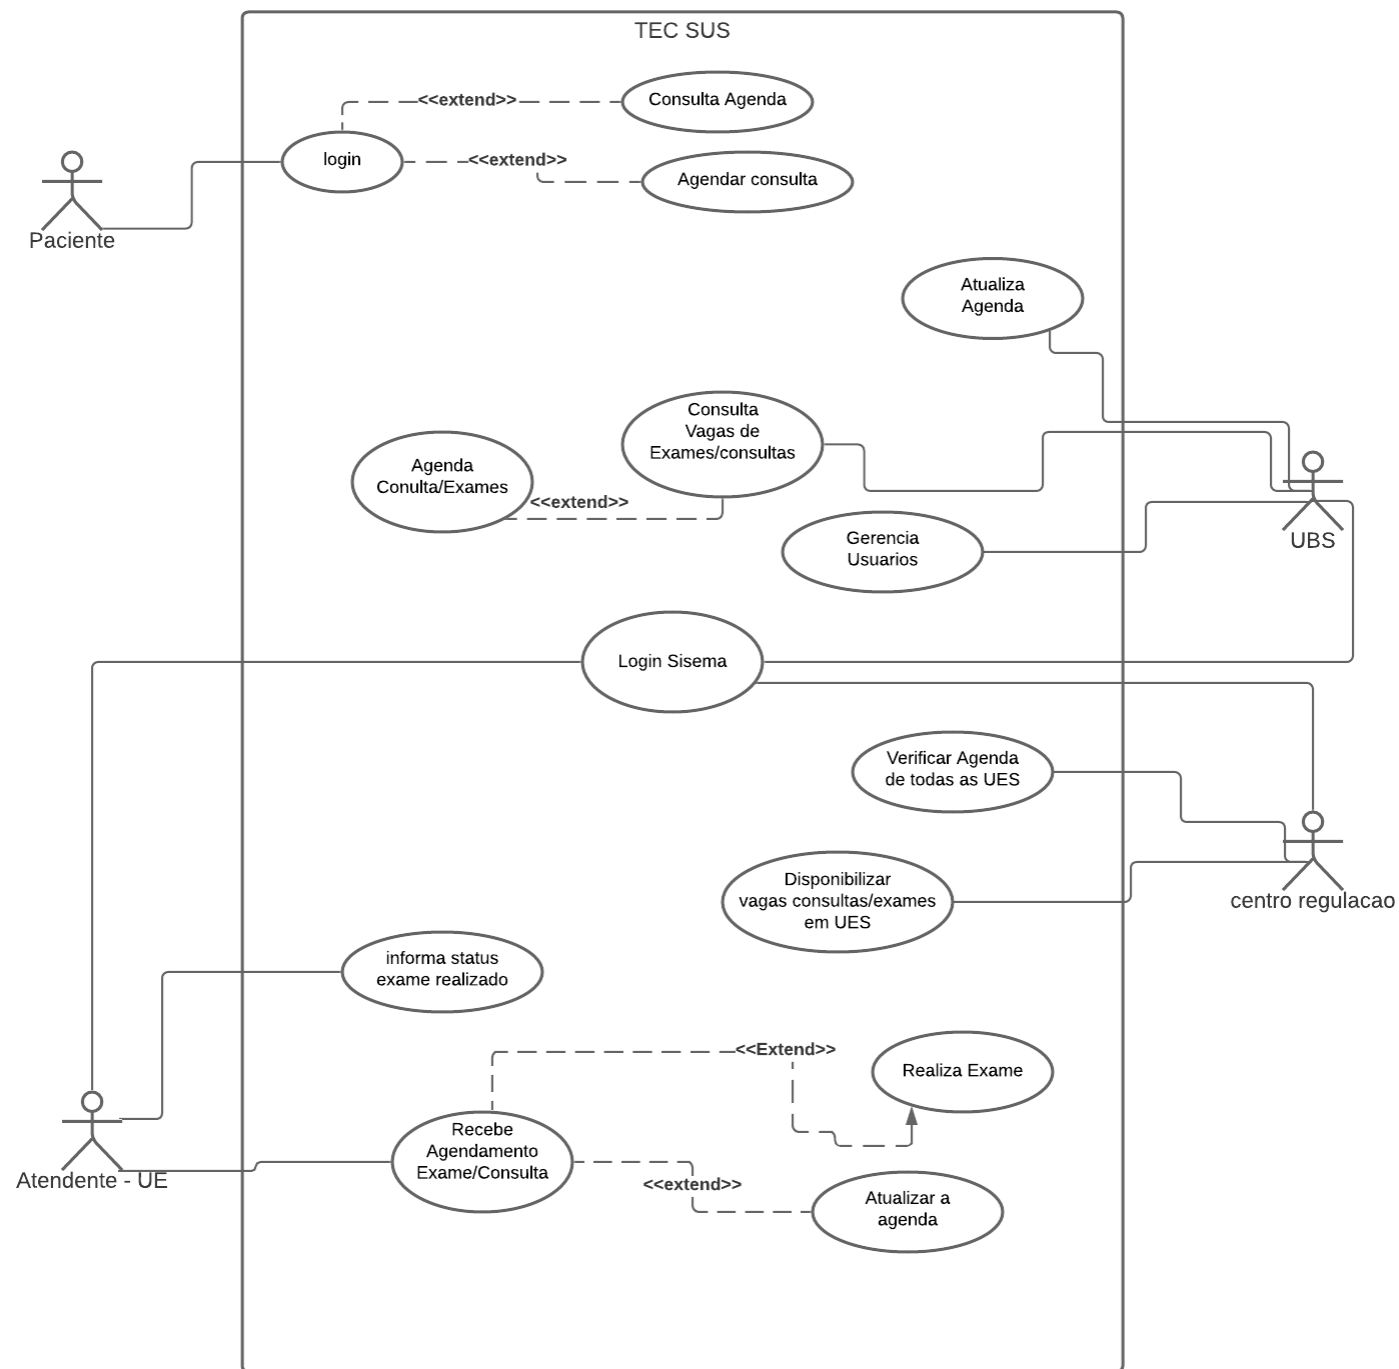 TEC SUS
<<extend>>
Consulta Agenda
login
<<extend>>
Agendar consulta
Paciente
Atualiza
Agenda
Consulta
Vagas de
Exames/consultas
Agenda
Conulta/Exames
<<extend>>
Gerencia
Usuarios
UBS
Login Sisema
Verificar Agenda
de todas as UES
Disponibilizar
vagas consultas/exames
em UES
centro regulacao
informa status
exame realizado
<<Extend>>
Realiza Exame
Recebe
Agendamento
Exame/Consulta
Atendente - UE
<<extend>>
Atualizar a
agenda